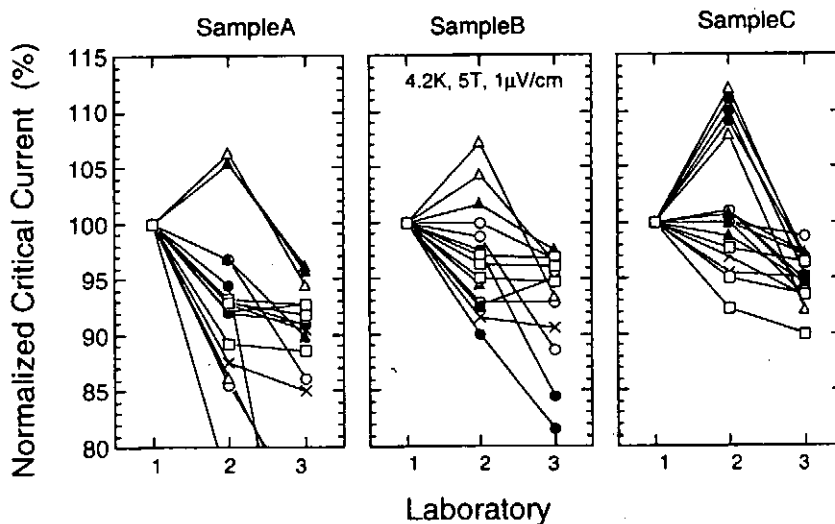 SampleA
SampleB
SampleC
Normalized Critical Current (%)
115
110
105
100
95
90
85
80
4.2K, 5T, 1μV/cm
1 2 3
1 2 3
1 2 3
Laboratory